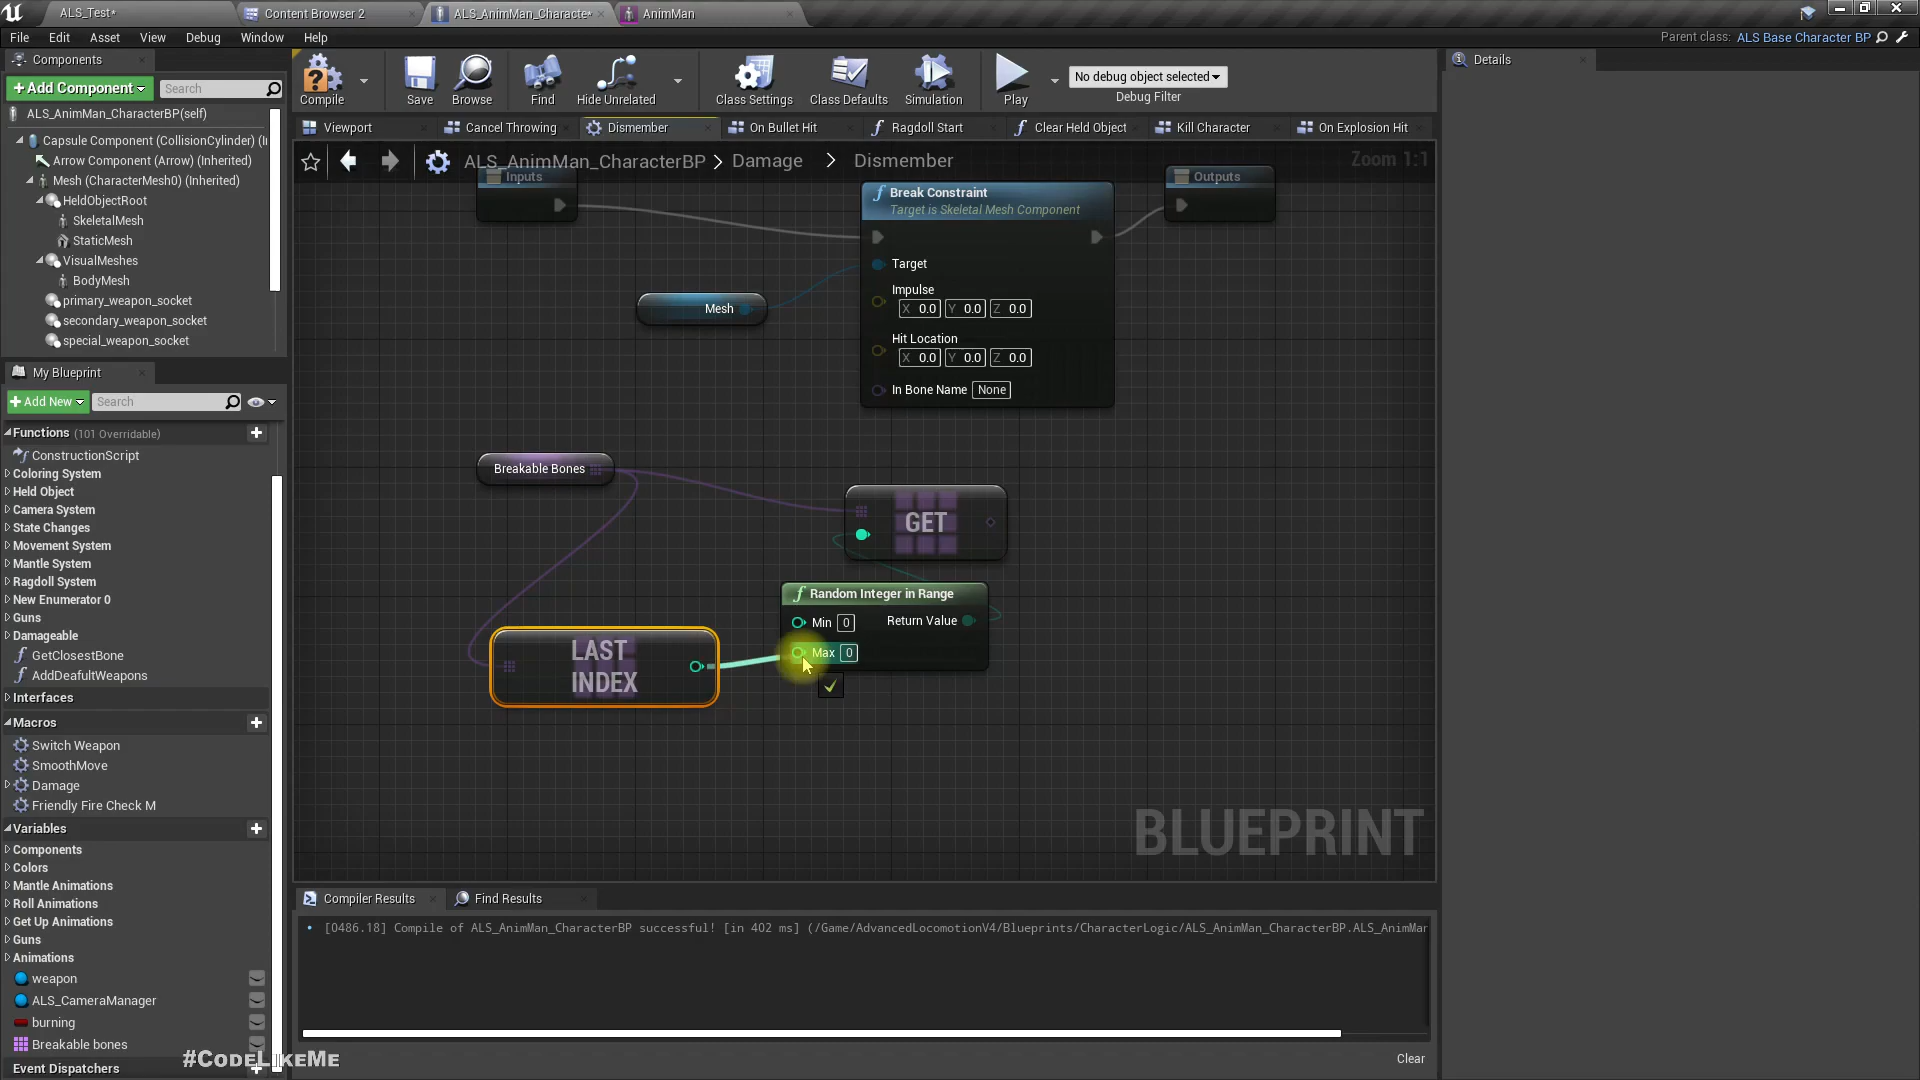 ALS_Test*
Content Browser 2
ALS_AnimMan_Characte*
AnimMan
File Edit Asset View Debug Window Help
Parent class: ALS Base Character BP
Components
+Add Component
Search
ALS_AnimMan_CharacterBP(self)
Capsule Component (CollisionCylinder) (I
Arrow Component (Arrow) (Inherited)
Mesh (CharacterMesh0) (Inherited)
HeldObjectRoot
SkeletalMesh
StaticMesh
VisualMeshes
BodyMesh
primary_weapon_socket
secondary_weapon_socket
special_weapon_socket
My Blueprint
+Add New
Search
Functions (101 Overridable)
ConstructionScript
Coloring System
Held Object
Camera System
State Changes
Movement System
Mantle System
Ragdoll System
New Enumerator 0
Guns
Damageable
GetClosestBone
AddDeafultWeapons
Interfaces
Macros
Switch Weapon
SmoothMove
Damage
Friendly Fire Check M
Variables
Components
Colors
Mantle Animations
Roll Animations
Get Up Animations
Guns
Animations
weapon
ALS_CameraManager
burning
Breakable bones
Event Dispatchers
#CodeLikeMe
Compile
Save
Browse
Find
Hide Unrelated
Class Settings
Class Defaults
Simulation
Play
No debug object selected
Debug Filter
Viewport
Cancel Throwing
Dismember
On Bullet Hit
Ragdoll Start
Clear Held Object
Kill Character
On Explosion Hit
ALS_AnimMan_CharacterBP > Damage > Dismember
Zoom 1:1
Inputs
Break Constraint
Target is Skeletal Mesh Component
Target
Impulse
X 0.0 Y 0.0 Z 0.0
Hit Location
X 0.0 Y 0.0 Z 0.0
In Bone Name None
Outputs
Mesh
Breakable Bones
GET
Random Integer in Range
Min 0
Return Value
Max 0
LAST
INDEX
BLUEPRINT
Compiler Results
Find Results
[0486.18] Compile of ALS_AnimMan_CharacterBP successful! [in 402 ms] (/Game/AdvancedLocomotionV4/Blueprints/CharacterLogic/ALS_AnimMan_CharacterBP.ALS_AnimMan
Clear
Details